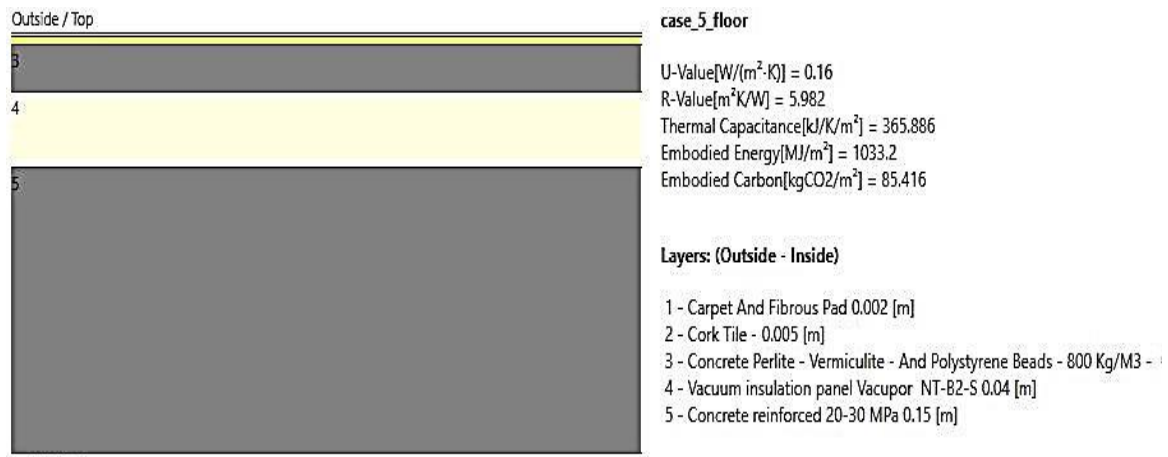 Outside / Top
3
4
5
case_5_floor
U-Value[W/(m²·K)] = 0.16
R-Value[m²K/W] = 5.982
Thermal Capacitance[kJ/K/m²] = 365.886
Embodied Energy[MJ/m²] = 1033.2
Embodied Carbon[kgCO2/m²] = 85.416
Layers: (Outside - Inside)
1 - Carpet And Fibrous Pad 0.002 [m]
2 - Cork Tile - 0.005 [m]
3 - Concrete Perlite - Vermiculite - And Polystyrene Beads - 800 Kg/M3 -
4 - Vacuum insulation panel Vacupor NT-B2-S 0.04 [m]
5 - Concrete reinforced 20-30 MPa 0.15 [m]